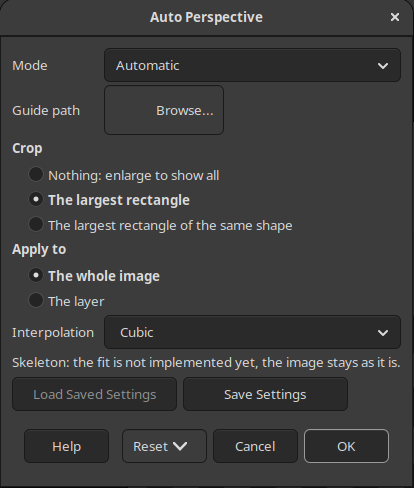 Auto Perspective
Mode Automatic
Guide path Browse...
Crop
Nothing: enlarge to show all
The largest rectangle
The largest rectangle of the same shape
Apply to
The whole image
The layer
Interpolation Cubic
Skeleton: the fit is not implemented yet, the image stays as it is.
Load Saved Settings Save Settings
Help Reset Cancel OK